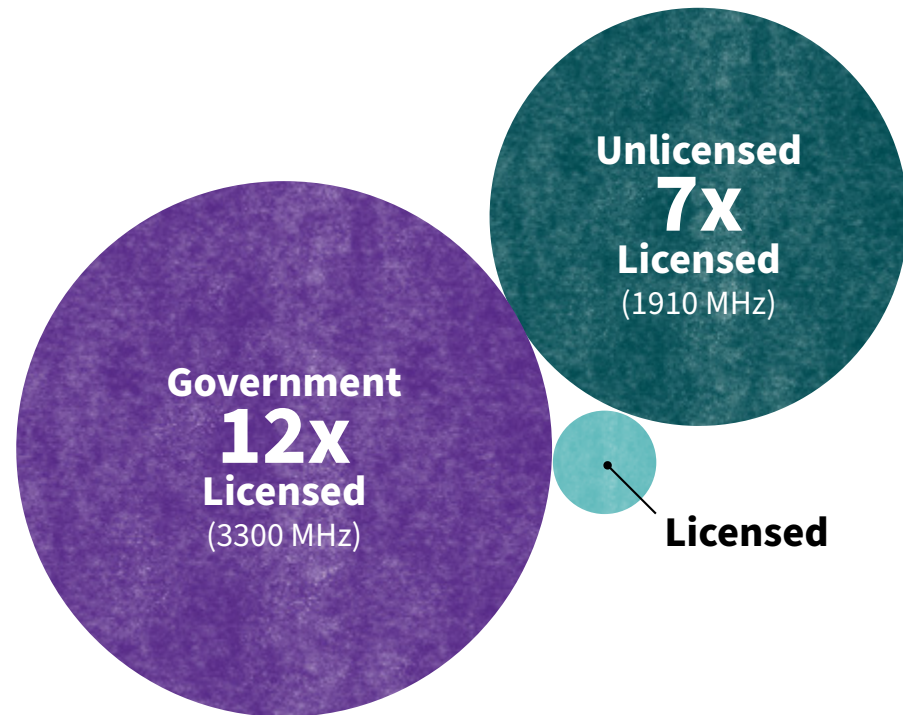 Unlicensed
7x
Licensed
(1910 MHz)
Government
12x
Licensed
(3300 MHz)
Licensed